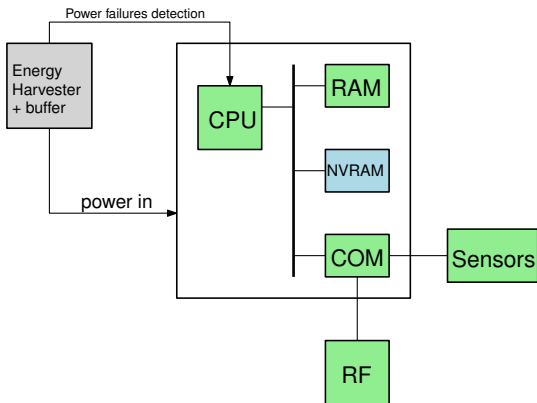 Power failures detection
Energy
Harvester
+ buffer
CPU
RAM
NVRAM
power in
COM
Sensors
RF